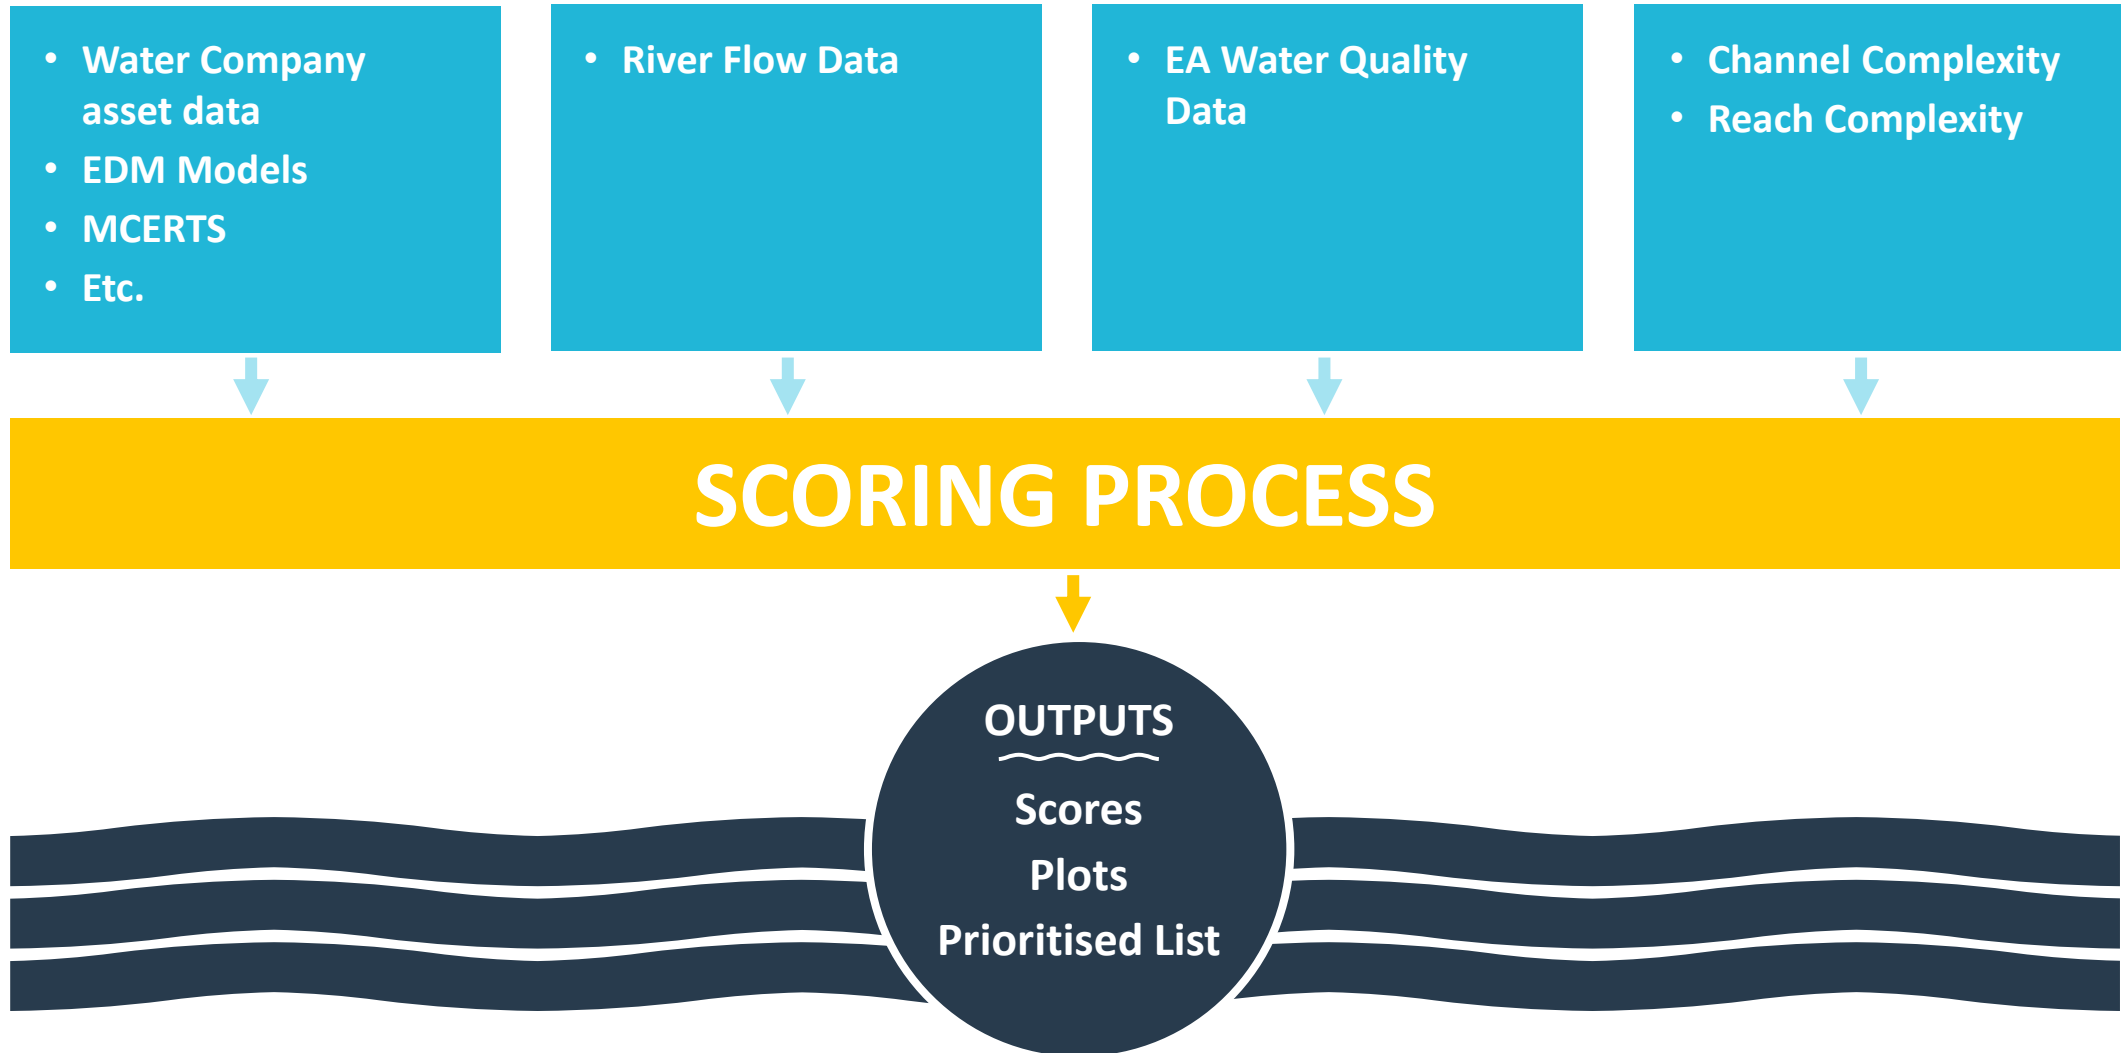 • Water Company
asset data
• EDM Models
• MCERTS
• Etc.
• River Flow Data
• EA Water Quality
Data
• Channel Complexity
• Reach Complexity
SCORING PROCESS
OUTPUTS
Scores
Plots
Prioritised List